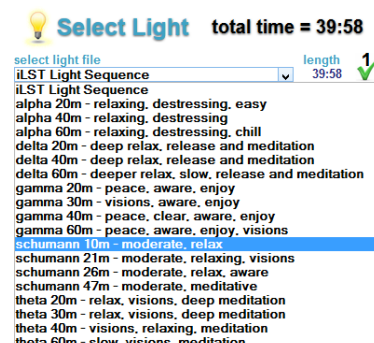 Select Light total time = 39:58
select light file length 1
iLST Light Sequence 39:58
iLST Light Sequence
alpha 20m - relaxing, destressing, easy
alpha 40m - relaxing, destressing
alpha 60m - relaxing, destressing, chill
delta 20m - deep relax, release and meditation
delta 40m - deep relax, release and meditation
delta 60m - deeper relax, slow, release and meditation
gamma 20m - peace, aware, enjoy
gamma 30m - visions, aware, enjoy
gamma 40m - peace, clear, aware, enjoy
gamma 60m - peace, aware, enjoy, visions
schumann 10m - moderate, relax
schumann 21m - moderate, relaxing, visions
schumann 26m - moderate, relax, aware
schumann 47m - moderate, meditative
theta 20m - relax, visions, deep meditation
theta 30m - relax, visions, deep meditation
theta 40m - visions, relaxing, meditation
theta 60m - slow, visions, meditation